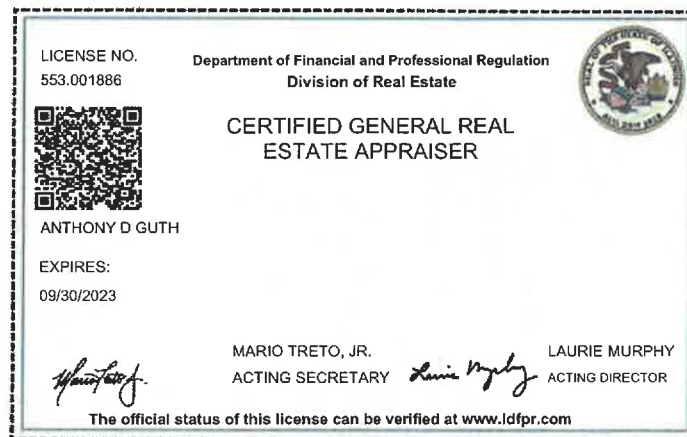 LICENSE NO.
553.001886
Department of Financial and Professional Regulation
Division of Real Estate
CERTIFIED GENERAL REAL
ESTATE APPRAISER
ANTHONY D GUTH
EXPIRES:
09/30/2023
MARIO TRETO, JR.
ACTING SECRETARY
LAURIE MURPHY
ACTING DIRECTOR
The official status of this license can be verified at www.ldfpr.com